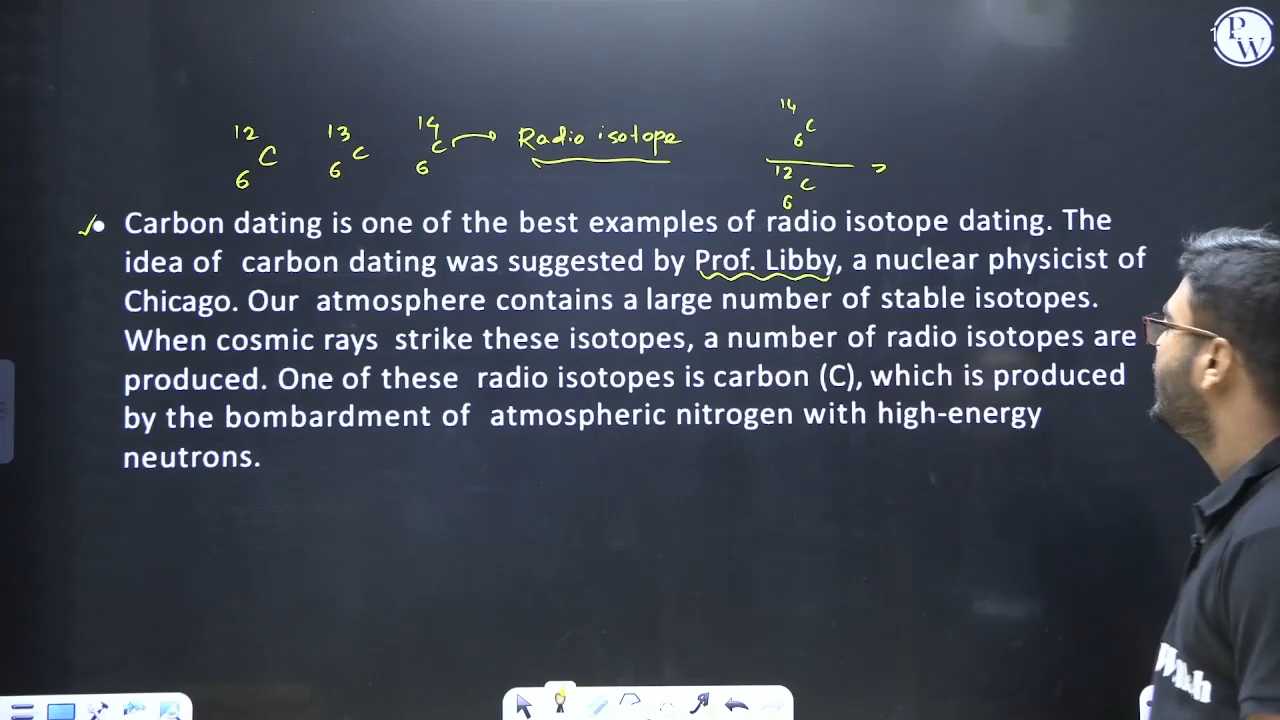 P
W
12 6 C 13 6 C 14 6 C → Radio isotope 14 6 C
12 6 C
• Carbon dating is one of the best examples of radio isotope dating. The
idea of carbon dating was suggested by Prof. Libby, a nuclear physicist of
Chicago. Our atmosphere contains a large number of stable isotopes.
When cosmic rays strike these isotopes, a number of radio isotopes are
produced. One of these radio isotopes is carbon (C), which is produced
by the bombardment of atmospheric nitrogen with high-energy
neutrons.